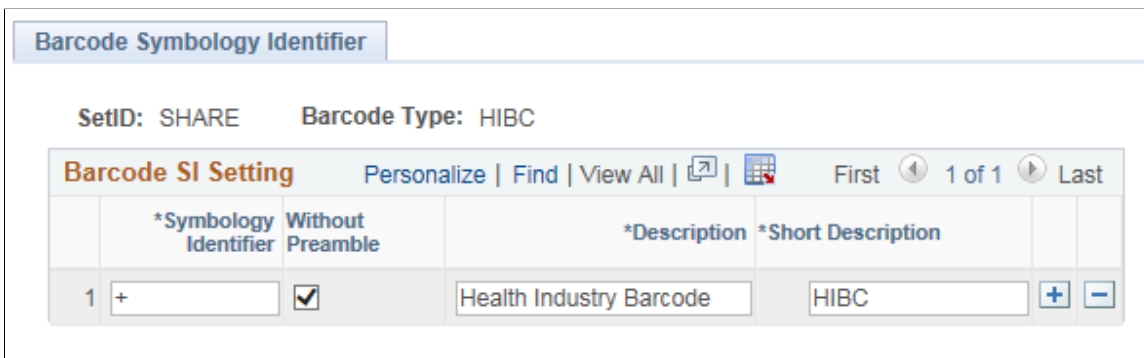 Barcode Symbology Identifier
SetID: SHARE Barcode Type: HIBC
Barcode SI Setting Personalize | Find | View All | | First 1 of 1 Last
*Symbology Identifier Without Preamble *Description *Short Description
1 + Health Industry Barcode HIBC